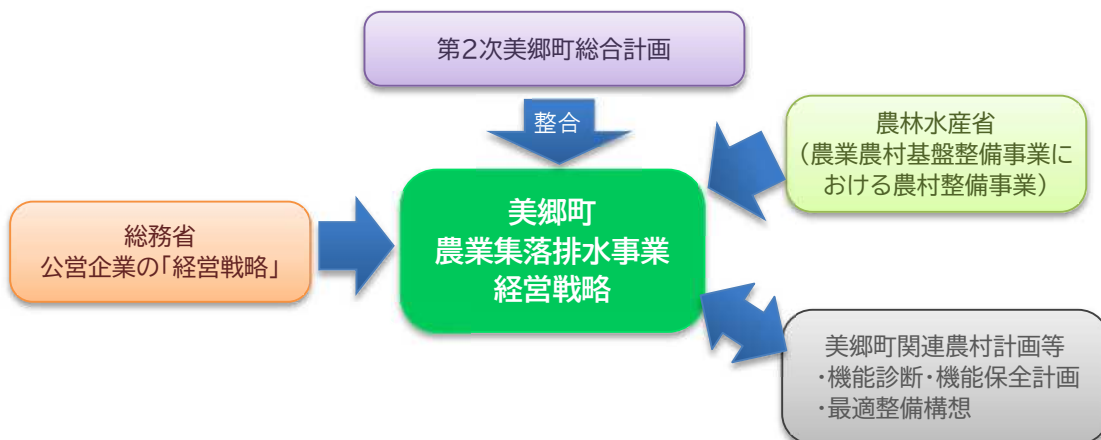 第2次美郷町総合計画
整合
農林水産省
(農業農村基盤整備事業に
おける農村整備事業)
総務省
公営企業の「経営戦略」
美郷町
農業集落排水事業
経営戦略
美郷町関連農村計画等
・機能診断・機能保全計画
・最適整備構想